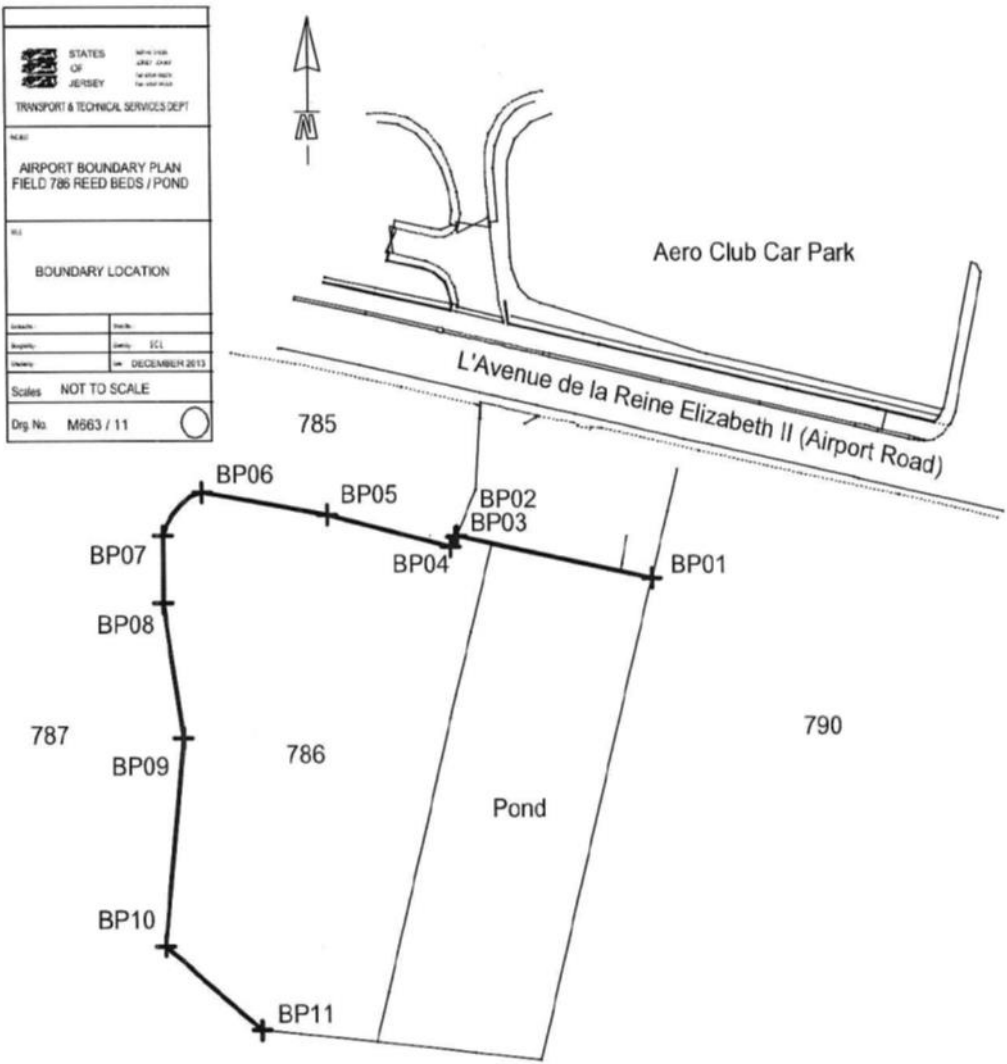 STATES
OF
JERSEY
TRANSPORT & TECHNICAL SERVICES DEPT
AIRPORT BOUNDARY PLAN
FIELD 786 REED BEDS / POND
BOUNDARY LOCATION
DECEMBER 2013
Scales NOT TO SCALE
Drg. No. M663 / 11
N
Aero Club Car Park
L'Avenue de la Reine Elizabeth II (Airport Road)
785
BP06
BP05
BP02
BP03
BP07
BP04
BP01
BP08
787
BP09
786
790
Pond
BP10
BP11